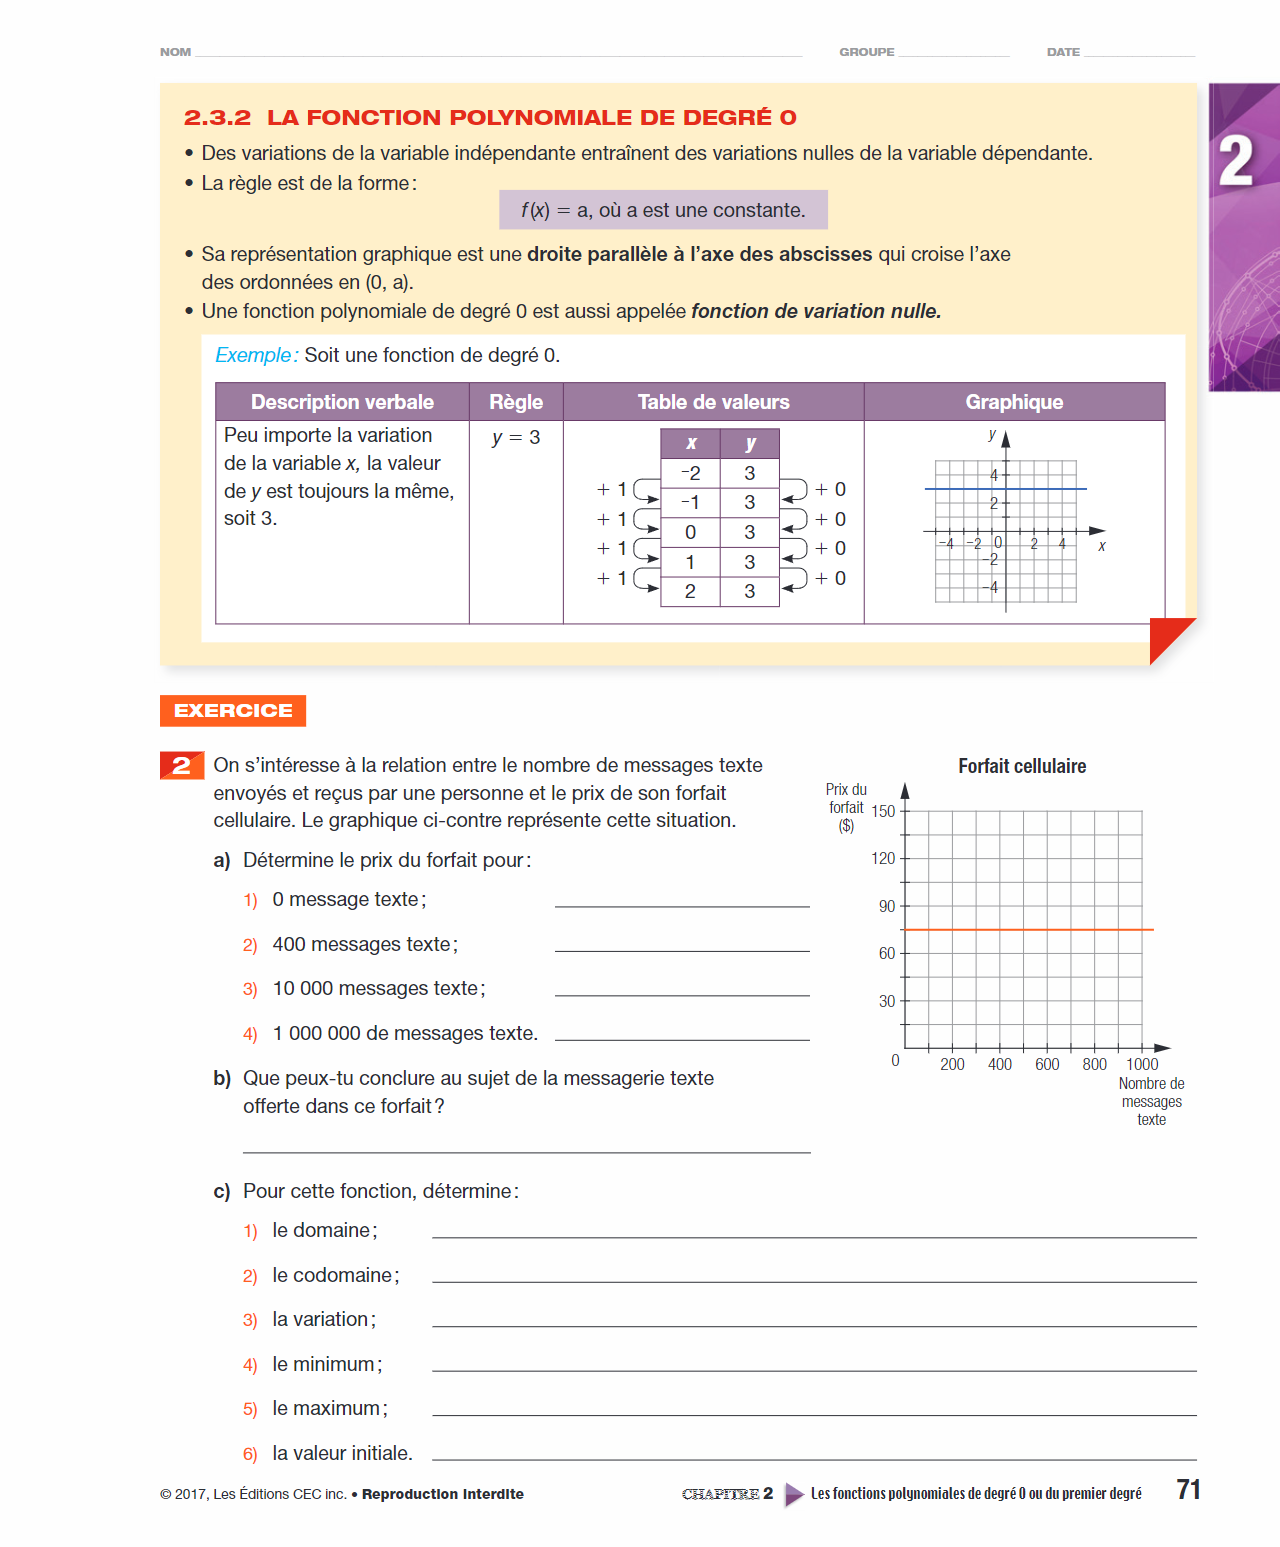 NOM GROUPE DATE
2
2.3.2 LA FONCTION POLYNOMIALE DE DEGRÉ 0
• Des variations de la variable indépendante entraînent des variations nulles de la variable dépendante.
• La règle est de la forme :
f(x) = a, où a est une constante.
• Sa représentation graphique est une droite parallèle à l'axe des abscisses qui croise l'axe
des ordonnées en (0, a).
• Une fonction polynomiale de degré 0 est aussi appelée fonction de variation nulle.
Exemple : Soit une fonction de degré 0.
Description verbale Règle Table de valeurs Graphique
Peu importe la variation
de la variable x, la valeur
de y est toujours la même,
soit 3.
y = 3
x y
−2 3
−1 3
0 3
1 3
2 3
+ 1 + 0
+ 1 + 0
+ 1 + 0
+ 1 + 0
y
4
2
−4 −2 0 2 4 x
−2
−4
EXERCICE
2 On s'intéresse à la relation entre le nombre de messages texte
envoyés et reçus par une personne et le prix de son forfait
cellulaire. Le graphique ci-contre représente cette situation.
a) Détermine le prix du forfait pour :
1) 0 message texte ;
2) 400 messages texte ;
3) 10 000 messages texte ;
4) 1 000 000 de messages texte.
b) Que peux-tu conclure au sujet de la messagerie texte
offerte dans ce forfait ?
Forfait cellulaire
Prix du
forfait
($)
150
120
90
60
30
0 200 400 600 800 1000
Nombre de
messages
texte
c) Pour cette fonction, détermine :
1) le domaine ;
2) le codomaine ;
3) la variation ;
4) le minimum ;
5) le maximum ;
6) la valeur initiale.
© 2017, Les Éditions CEC inc. • Reproduction interdite
CHAPITRE 2 Les fonctions polynomiales de degré 0 ou du premier degré 71